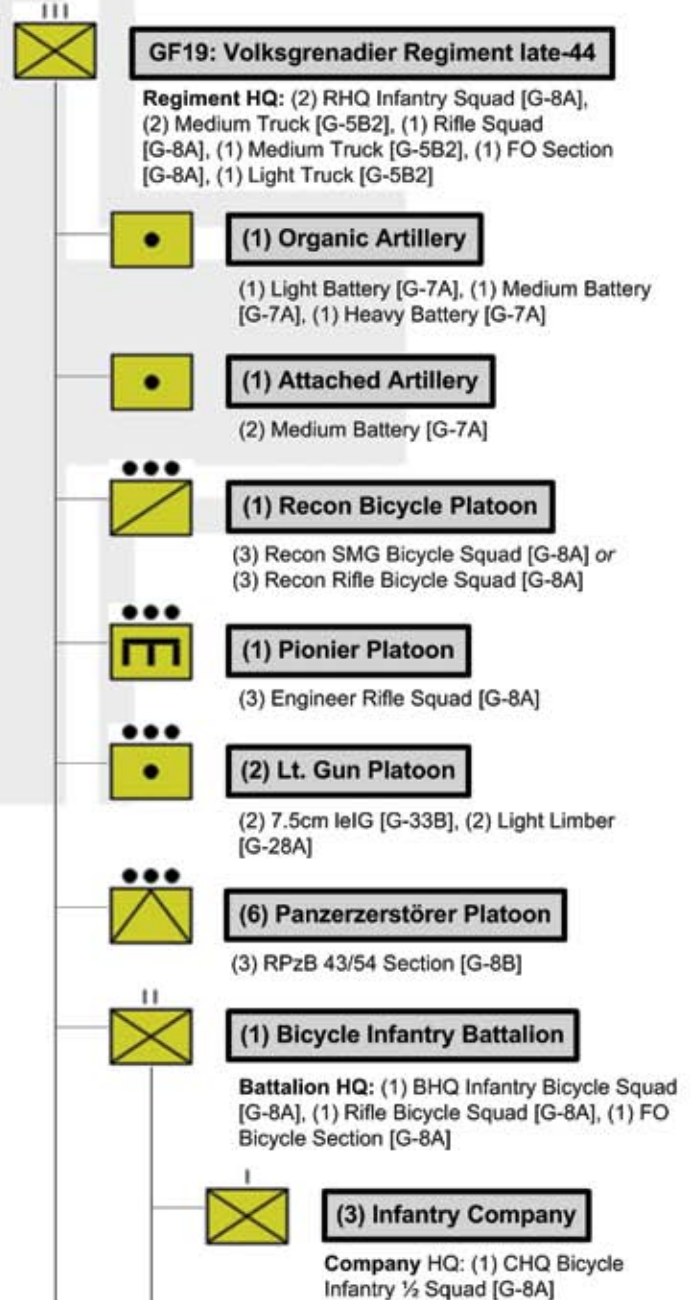 GF19: Volksgrenadier Regiment late-44
Regiment HQ: (2) RHQ Infantry Squad [G-8A],
(2) Medium Truck [G-5B2], (1) Rifle Squad
[G-8A], (1) Medium Truck [G-5B2], (1) FO Section
[G-8A], (1) Light Truck [G-5B2]
(1) Organic Artillery
(1) Light Battery [G-7A], (1) Medium Battery
[G-7A], (1) Heavy Battery [G-7A]
(1) Attached Artillery
(2) Medium Battery [G-7A]
(1) Recon Bicycle Platoon
(3) Recon SMG Bicycle Squad [G-8A] or
(3) Recon Rifle Bicycle Squad [G-8A]
(1) Pionier Platoon
(3) Engineer Rifle Squad [G-8A]
(2) Lt. Gun Platoon
(2) 7.5cm leIG [G-33B], (2) Light Limber
[G-28A]
(6) Panzerzerstörer Platoon
(3) RPzB 43/54 Section [G-8B]
(1) Bicycle Infantry Battalion
Battalion HQ: (1) BHQ Infantry Bicycle Squad
[G-8A], (1) Rifle Bicycle Squad [G-8A], (1) FO
Bicycle Section [G-8A]
(3) Infantry Company
Company HQ: (1) CHQ Bicycle
Infantry ½ Squad [G-8A]